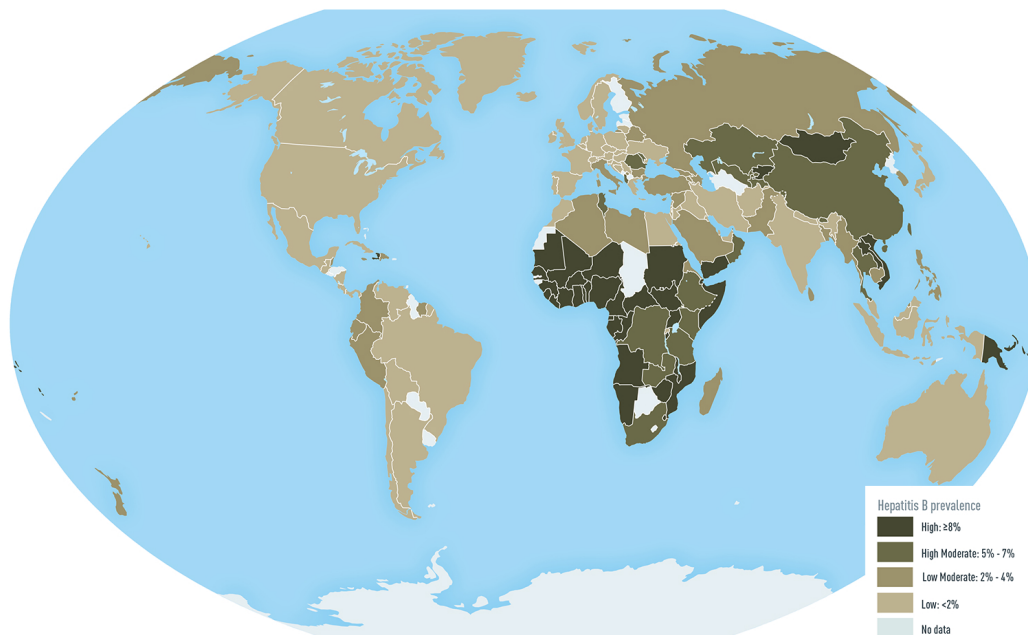 Hepatitis B prevalence
High: ≥8%
High Moderate: 5% - 7%
Low Moderate: 2% - 4%
Low: <2%
No data